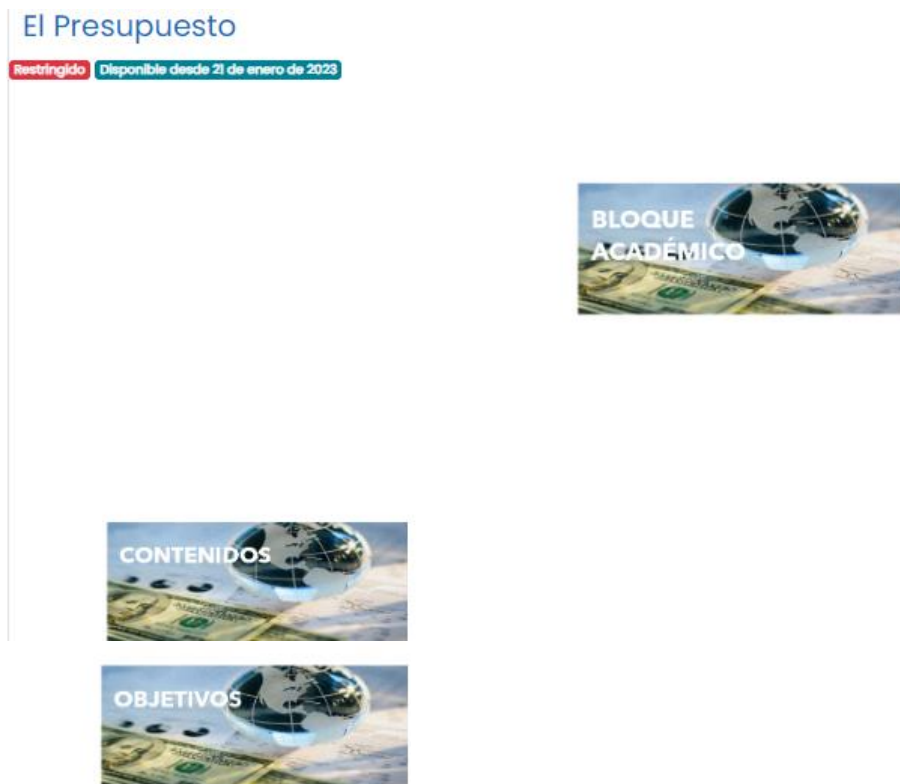 El Presupuesto
Restringido Disponible desde 21 de enero de 2023
BLOQUE
ACADÉMICO
CONTENIDOS
OBJETIVOS